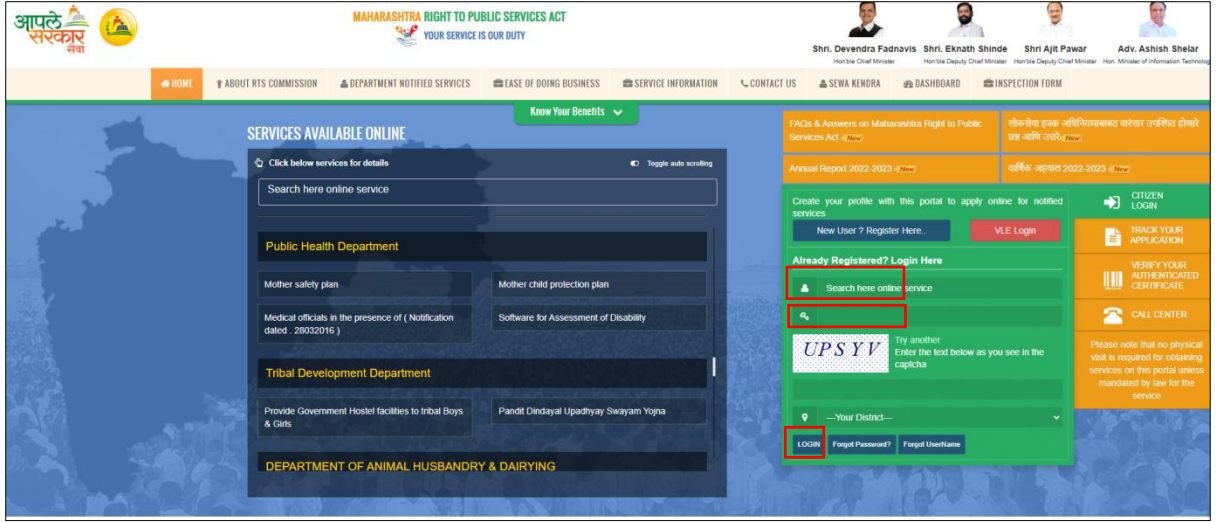 आपले
सरकार
सेवा
MAHARASHTRA RIGHT TO PUBLIC SERVICES ACT
YOUR SERVICE IS OUR DUTY
Shri. Devendra Fadnavis
Hon'ble Chief Minister
Shri. Eknath Shinde
Hon'ble Deputy Chief Minister
Shri Ajit Pawar
Hon'ble Deputy Chief Minister
Adv. Ashish Shelar
Hon. Minister of Information Technolog
HOME
ABOUT RTS COMMISSION
DEPARTMENT NOTIFIED SERVICES
EASE OF DOING BUSINESS
SERVICE INFORMATION
CONTACT US
SEWA KENDRA
DASHBOARD
INSPECTION FORM
Know Your Benefits
SERVICES AVAILABLE ONLINE
Click below services for details
Toggle auto scrolling
Search here online service
Public Health Department
Mother safety plan
Mother child protection plan
Medical officials in the presence of ( Notification
dated . 28032016 )
Software for Assessment of Disability
Tribal Development Department
Provide Government Hostel facilities to tribal Boys
& Girls
Pandit Dindayal Upadhyay Swayam Yojna
DEPARTMENT OF ANIMAL HUSBANDRY & DAIRYING
FAQs & Answers on Maharashtra Right to Public
Services Act New
लोकसेवा हक्क अधिनियमाबाबत वारंवार उपस्थित होणारे
प्रश्न आणि उत्तरे New
Annual Report 2022-2023 New
वार्षिक अहवाल 2022-2023 New
Create your profile with this portal to apply online for notified
services
New User ? Register Here..
VLE Login
Already Registered? Login Here
Search here online service
UPSYV
Try another
Enter the text below as you see in the
captcha
---Your District---
LOGIN
Forgot Password?
Forgot UserName
CITIZEN
LOGIN
TRACK YOUR
APPLICATION
VERIFY YOUR
AUTHENTICATED
CERTIFICATE
CALL CENTER
Please note that no physical
visit is required for obtaining
services on this portal unless
mandated by law for the
service